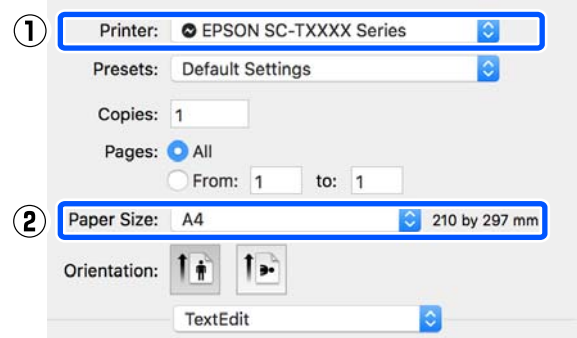 ① Printer: EPSON SC-TXXXX Series
Presets: Default Settings
Copies: 1
Pages: All
From: 1 to: 1
② Paper Size: A4 210 by 297 mm
Orientation:
TextEdit